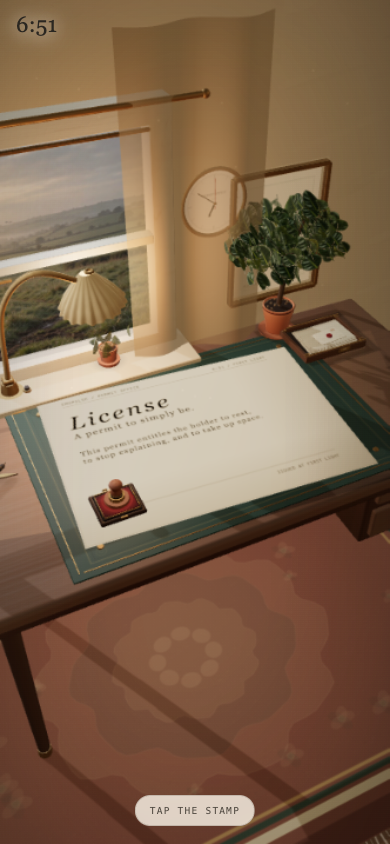 6:51
License
A permit to simply be.
This permit entitles the holder to rest,
to stop explaining, and to take up space.
TAP THE STAMP